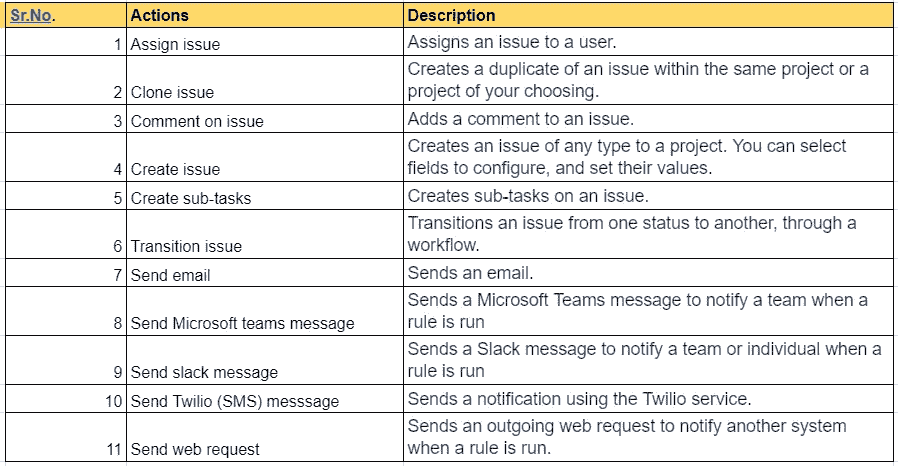 Sr.No. Actions Description
1 Assign issue Assigns an issue to a user.
Creates a duplicate of an issue within the same project or a
2 Clone issue project of your choosing.
3 Comment on issue Adds a comment to an issue.
Creates an issue of any type to a project. You can select
4 Create issue fields to configure, and set their values.
5 Create sub-tasks Creates sub-tasks on an issue.
Transitions an issue from one status to another, through a
6 Transition issue workflow.
7 Send email Sends an email.
Sends a Microsoft Teams message to notify a team when a
8 Send Microsoft teams message rule is run
Sends a Slack message to notify a team or individual when a
9 Send slack message rule is run
10 Send Twilio (SMS) messsage Sends a notification using the Twilio service.
Sends an outgoing web request to notify another system
11 Send web request when a rule is run.